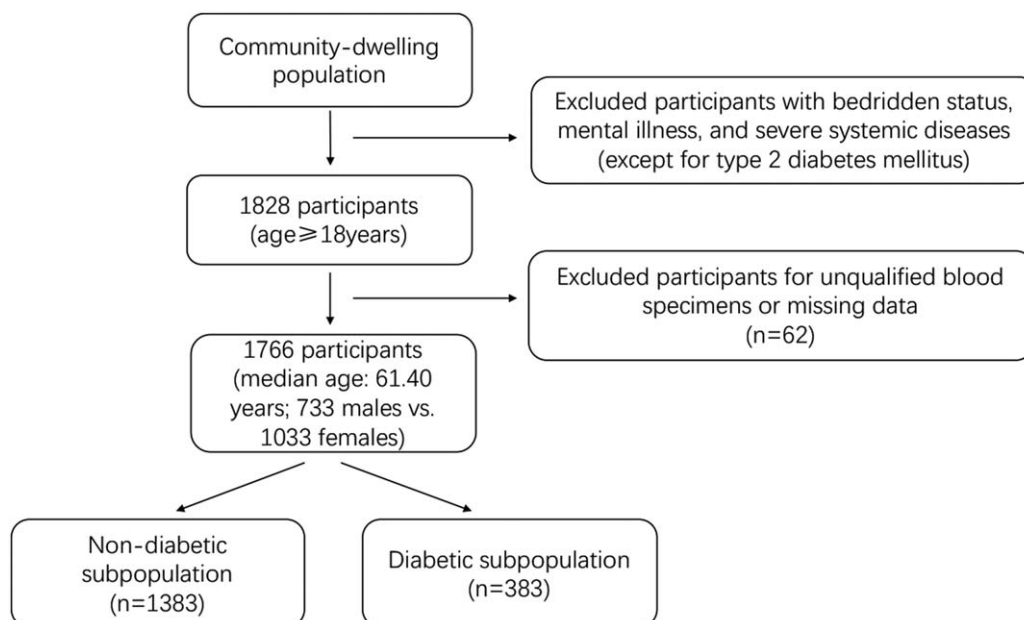 Community-dwelling
population
Excluded participants with bedridden status,
mental illness, and severe systemic diseases
(except for type 2 diabetes mellitus)
1828 participants
(age⩾18years)
Excluded participants for unqualified blood
specimens or missing data
(n=62)
1766 participants
(median age: 61.40
years; 733 males vs.
1033 females)
Non-diabetic
subpopulation
(n=1383)
Diabetic subpopulation
(n=383)